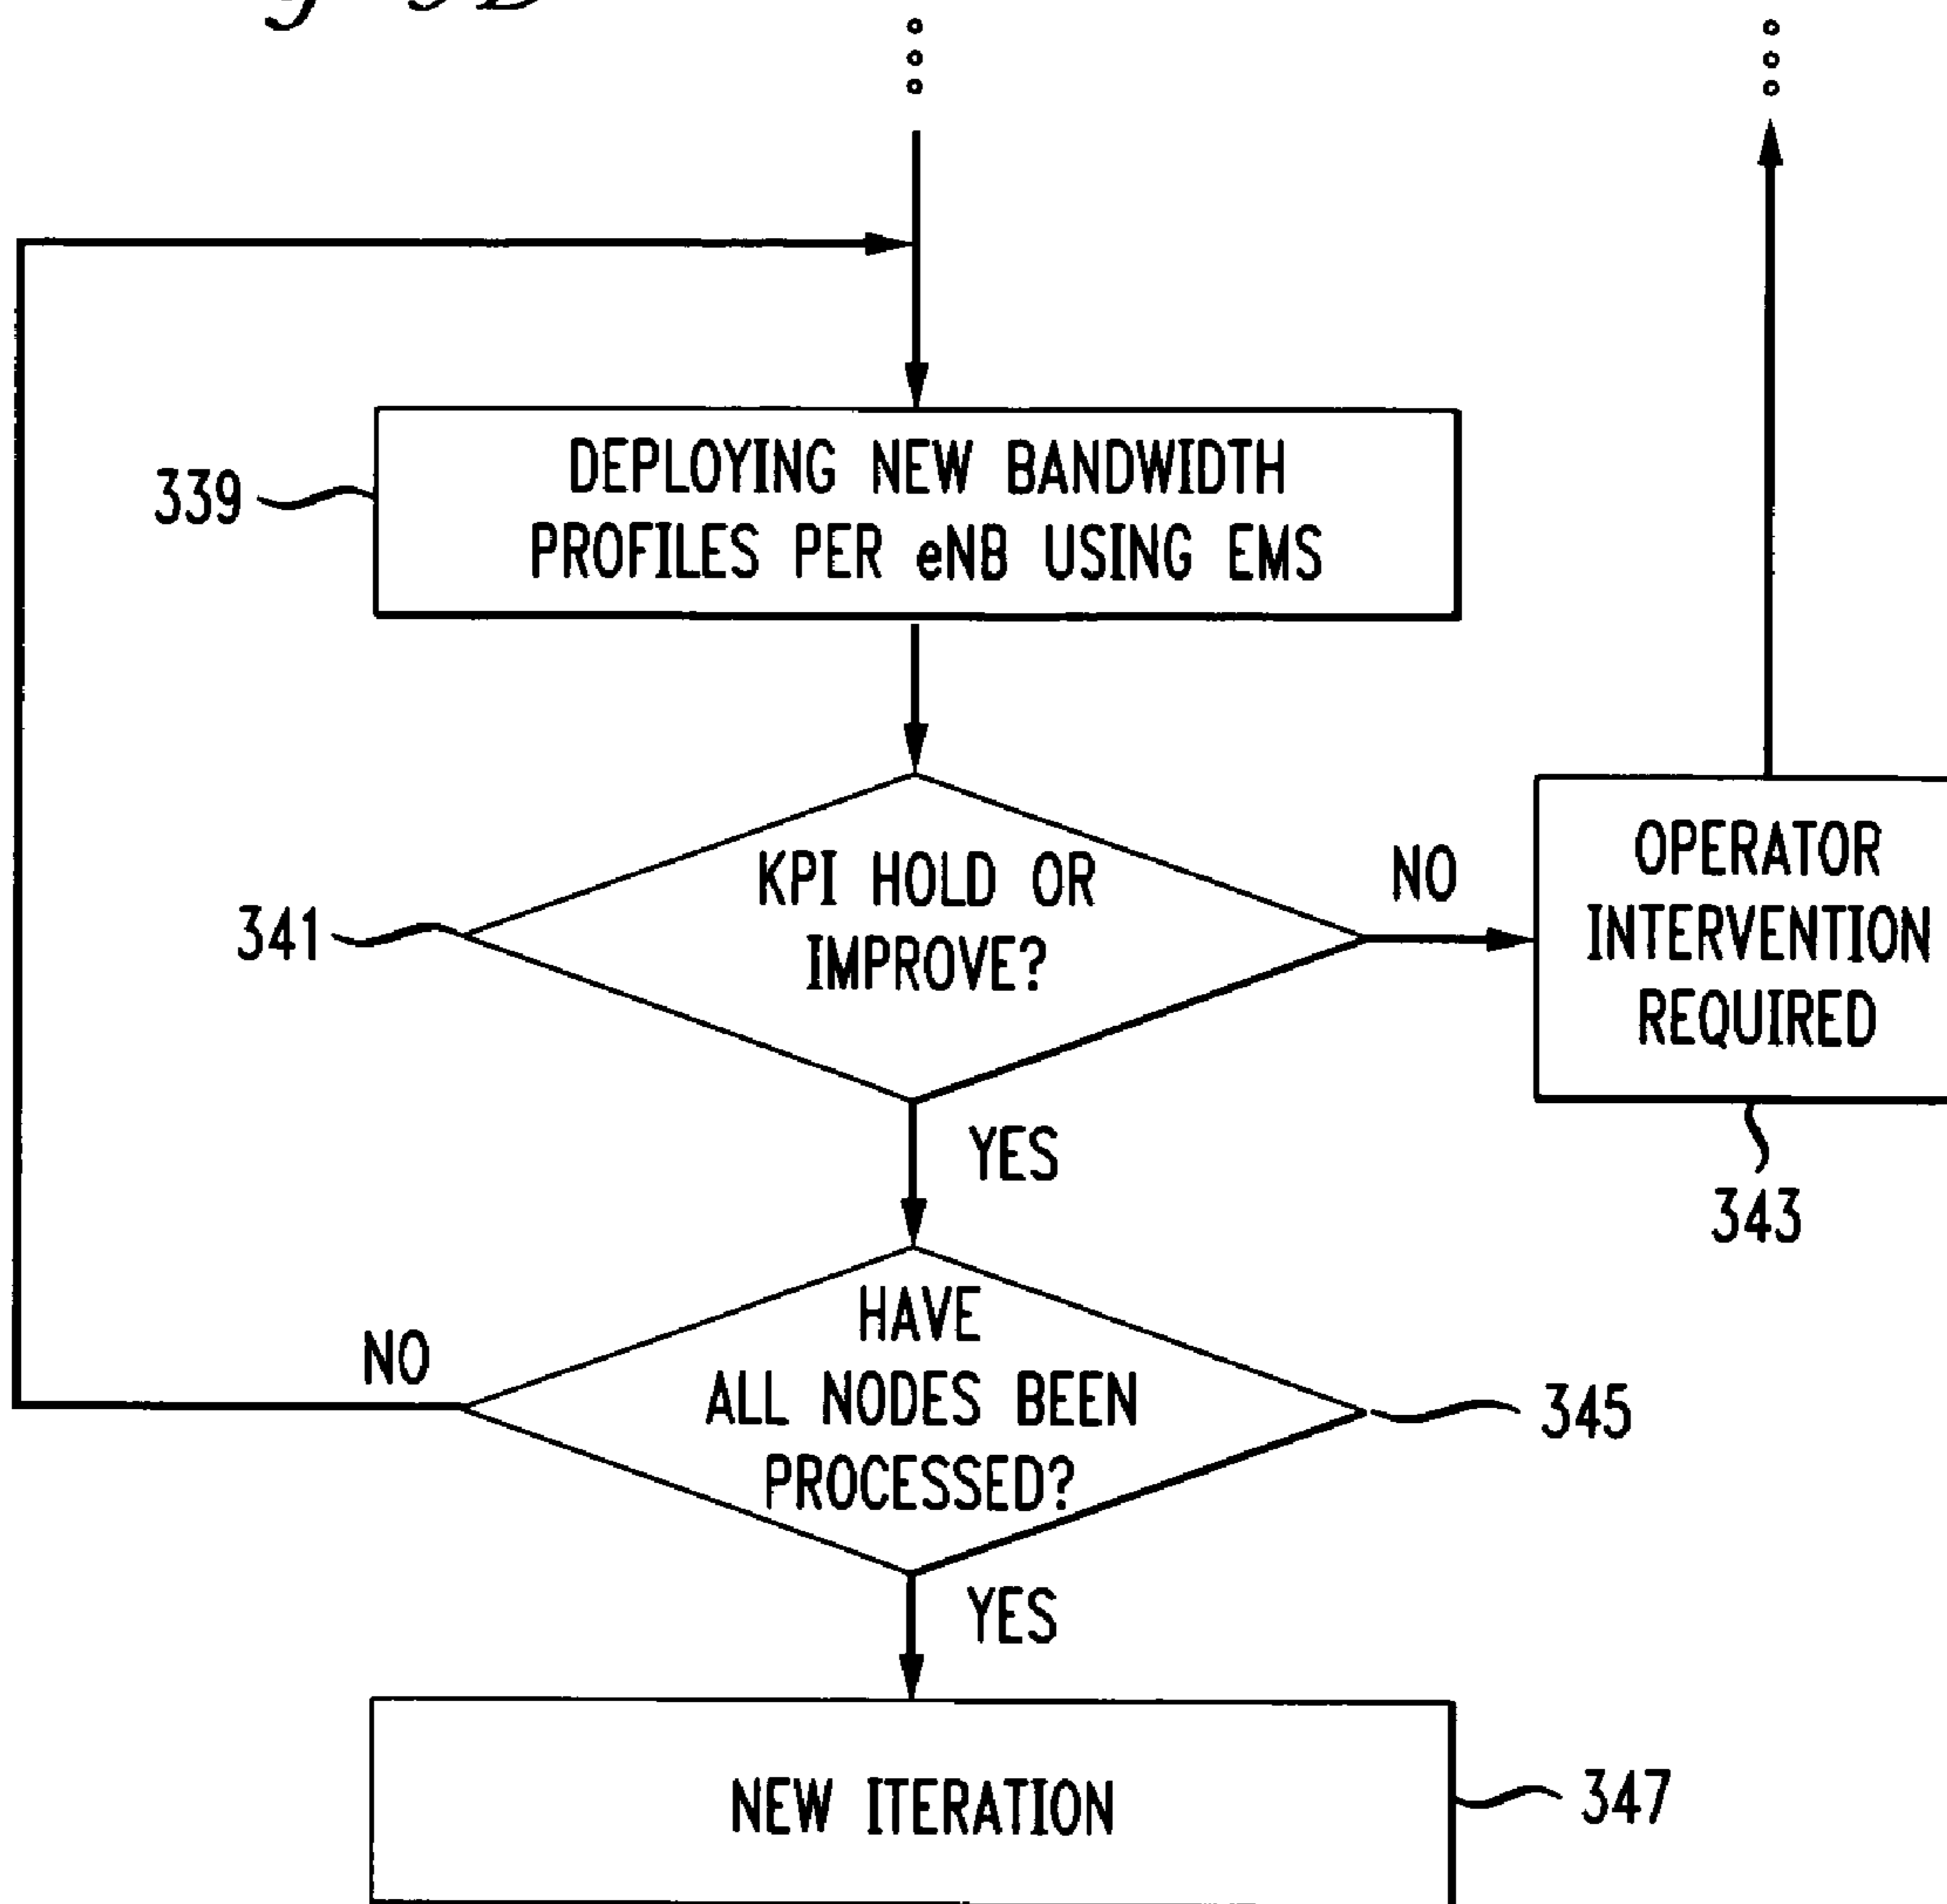 339
DEPLOYING NEW BANDWIDTH
PROFILES PER eNB USING EMS
341
KPI HOLD OR
IMPROVE?
NO
OPERATOR
INTERVENTION
REQUIRED
343
YES
HAVE
ALL NODES BEEN
PROCESSED?
NO
345
YES
NEW ITERATION
347